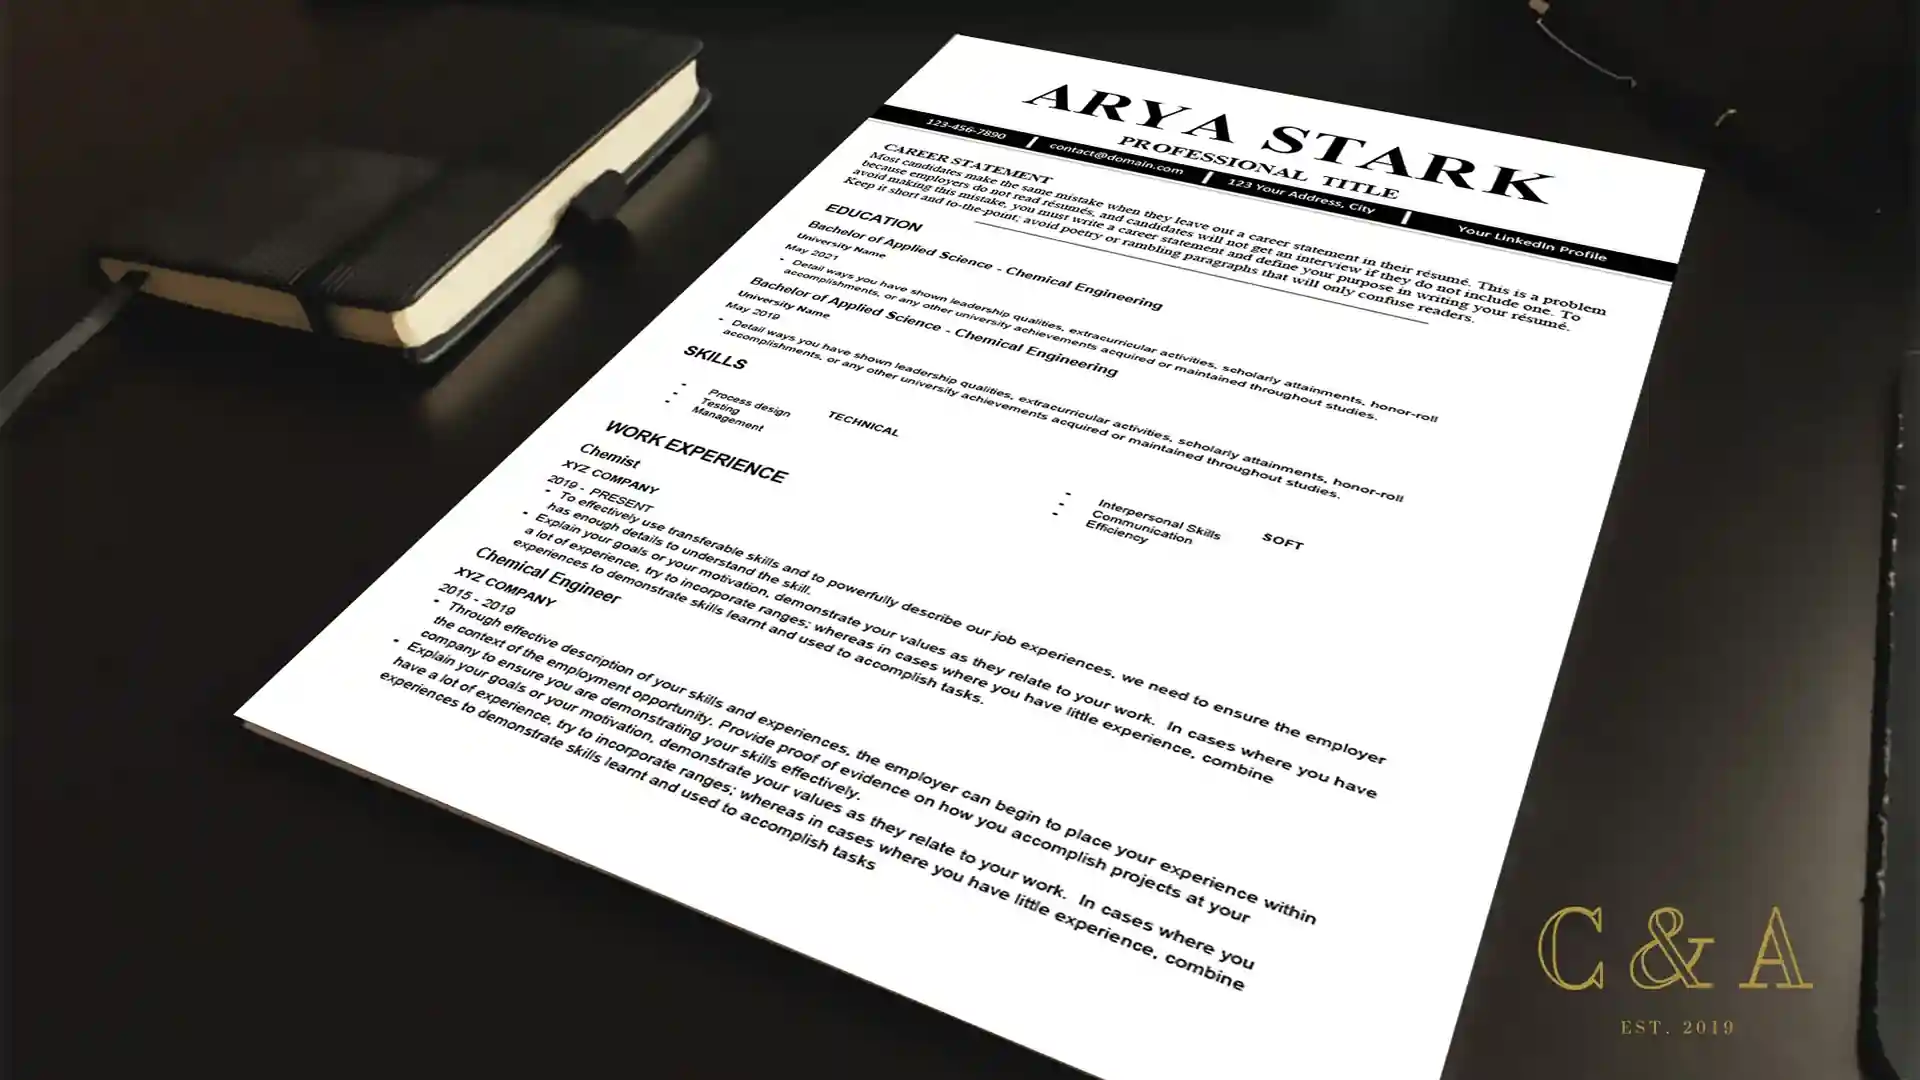 ARYA STARK
PROFESSIONAL TITLE
123-456-7890
contact@domain.com
123 Your Address, City
Your LinkedIn Profile
CAREER STATEMENT
Most candidates make the same mistake when they leave out a career statement in their résumé. This is a problem
because employers do not read résumés, and candidates will not get an interview if they do not include one. To
avoid making this mistake, you must write a career statement and define your purpose in writing your résumé.
Keep it short and to-the-point; avoid poetry or rambling paragraphs that will only confuse readers.
EDUCATION
Bachelor of Applied Science - Chemical Engineering
University Name
May 2021
• Detail ways you have shown leadership qualities, extracurricular activities, scholarly attainments, honor-roll
accomplishments, or any other university achievements acquired or maintained throughout studies.
Bachelor of Applied Science - Chemical Engineering
University Name
May 2019
• Detail ways you have shown leadership qualities, extracurricular activities, scholarly attainments, honor-roll
accomplishments, or any other university achievements acquired or maintained throughout studies.
SKILLS
TECHNICAL
• Process design
• Testing
• Management
SOFT
• Interpersonal Skills
• Communication
• Efficiency
WORK EXPERIENCE
Chemist
XYZ COMPANY
2019 - PRESENT
• To effectively use transferable skills and to powerfully describe our job experiences, we need to ensure the employer
has enough details to understand the skill.
• Explain your goals or your motivation, demonstrate your values as they relate to your work. In cases where you have
a lot of experience, try to incorporate ranges; whereas in cases where you have little experience, combine
experiences to demonstrate skills learnt and used to accomplish tasks.
Chemical Engineer
XYZ COMPANY
2015 - 2019
• Through effective description of your skills and experiences, the employer can begin to place your experience within
the context of the employment opportunity. Provide proof of evidence on how you accomplish projects at your
company to ensure you are demonstrating your skills effectively.
• Explain your goals or your motivation, demonstrate your values as they relate to your work. In cases where you
have a lot of experience, try to incorporate ranges; whereas in cases where you have little experience, combine
experiences to demonstrate skills learnt and used to accomplish tasks
C & A
EST. 2019